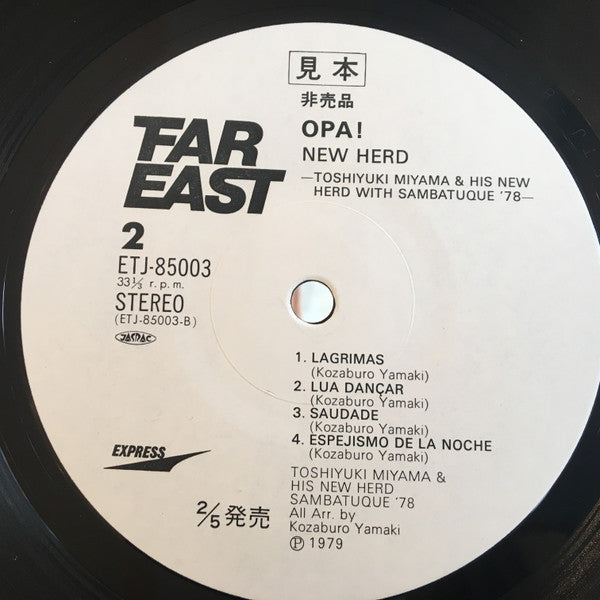 見本
非売品
FAR
EAST
OPA!
NEW HERD
—TOSHIYUKI MIYAMA & HIS NEW
HERD WITH SAMBATUQUE '78—
2
ETJ-85003
33⅓ r.p.m.
STEREO
(ETJ-85003-B)
JASRAC
1. LAGRIMAS
(Kozaburo Yamaki)
2. LUA DANÇAR
(Kozaburo Yamaki)
3. SAUDADE
(Kozaburo Yamaki)
4. ESPEJISMO DE LA NOCHE
(Kozaburo Yamaki)
EXPRESS
TOSHIYUKI MIYAMA &
HIS NEW HERD
SAMBATUQUE '78
All Arr. by
Kozaburo Yamaki
℗ 1979
2/5発売